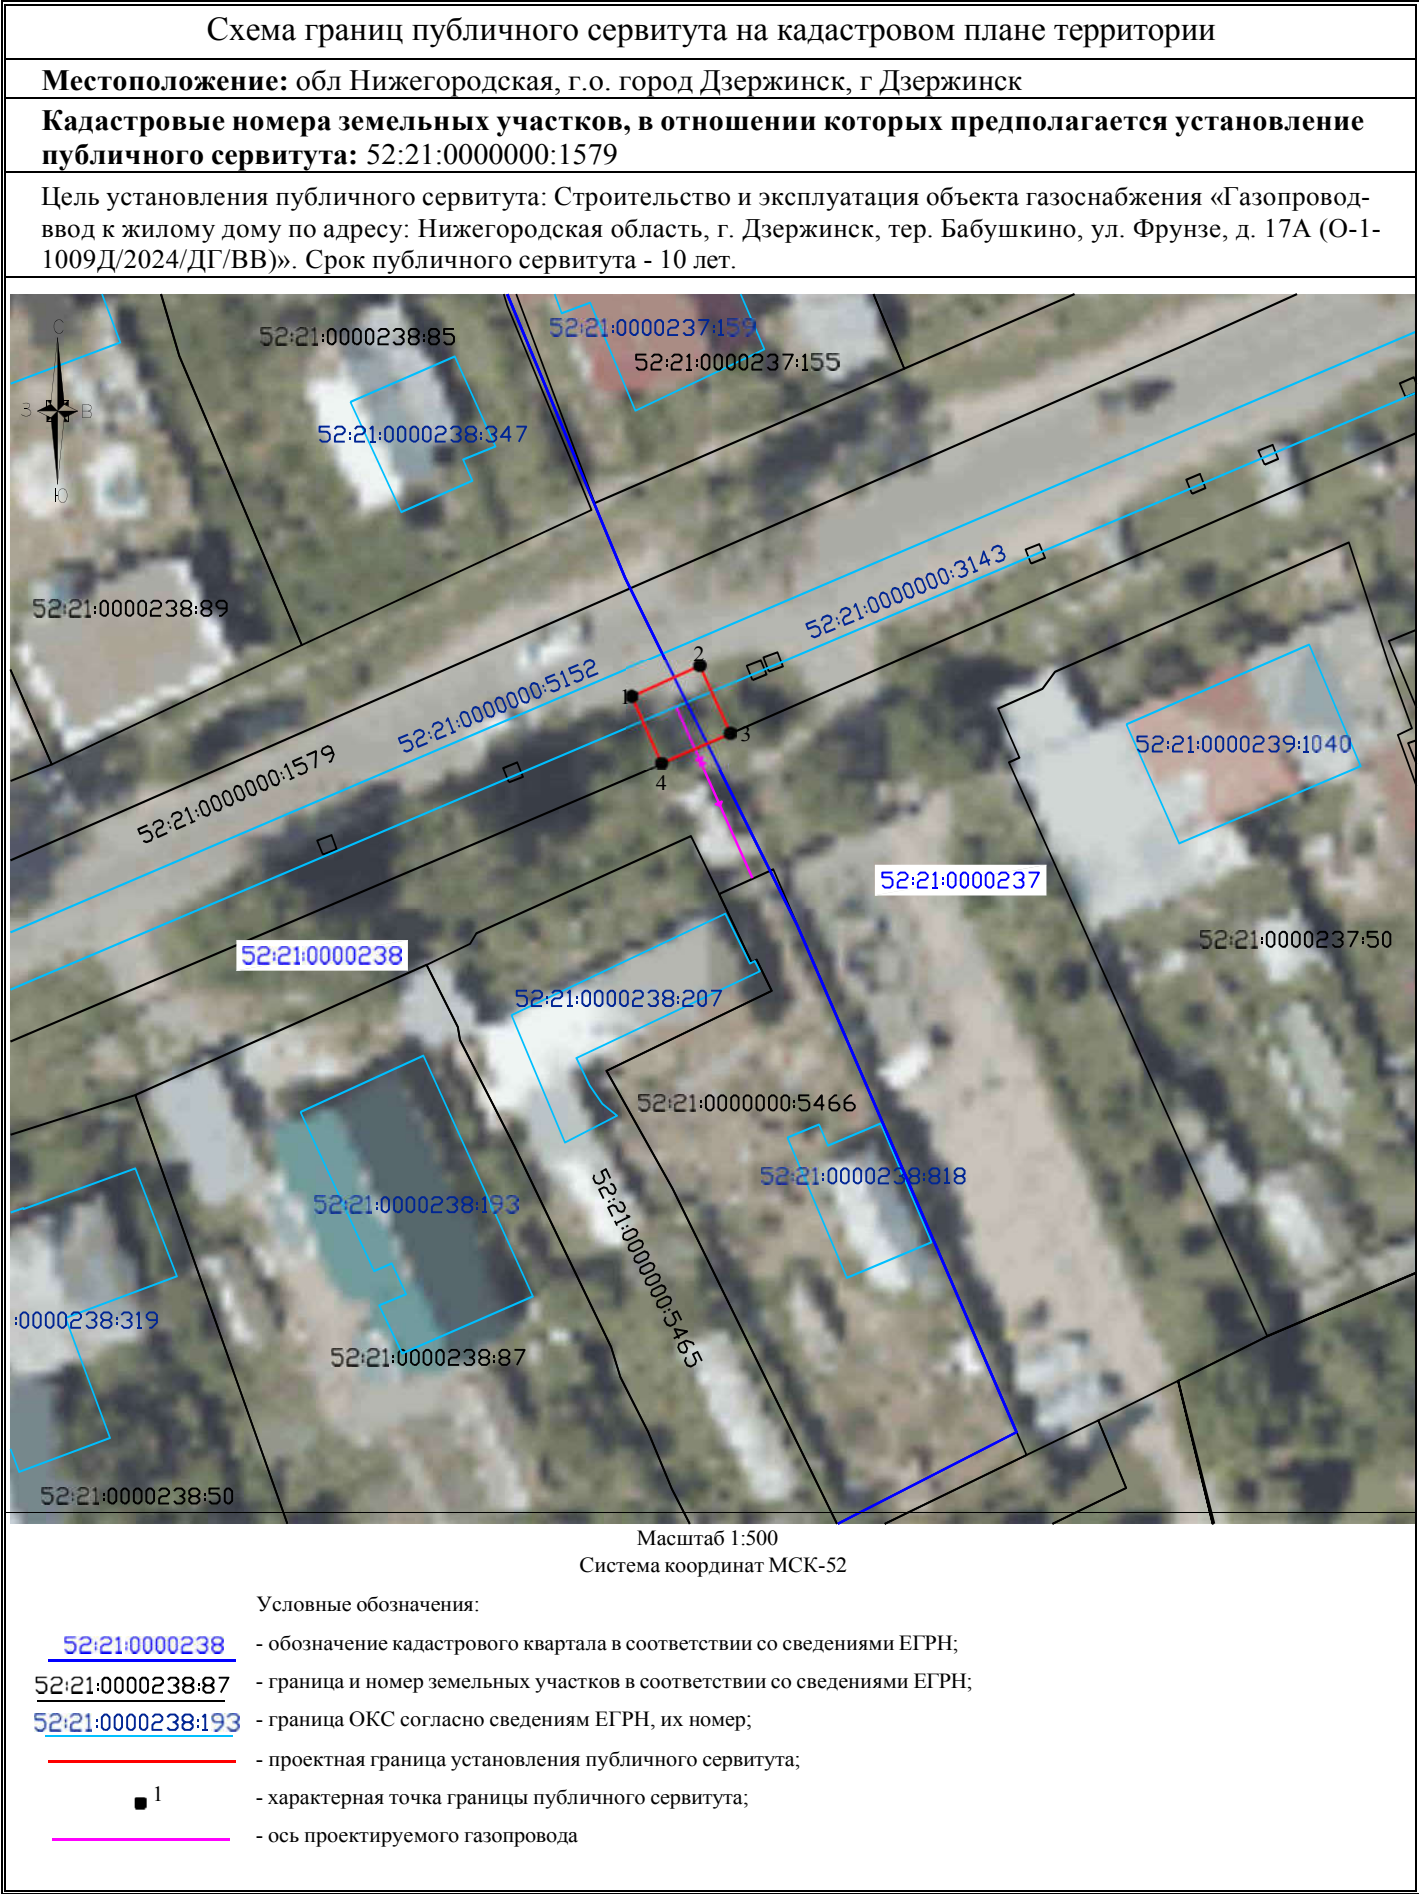 Схема границ публичного сервитута на кадастровом плане территории
Местоположение: обл Нижегородская, г.о. город Дзержинск, г Дзержинск
Кадастровые номера земельных участков, в отношении которых предполагается установление
публичного сервитута: 52:21:0000000:1579
Цель установления публичного сервитута: Строительство и эксплуатация объекта газоснабжения «Газопровод-
ввод к жилому дому по адресу: Нижегородская область, г. Дзержинск, тер. Бабушкино, ул. Фрунзе, д. 17А (О-1-
1009Д/2024/ДГ/ВВ)». Срок публичного сервитута - 10 лет.
С
З
В
Ю
52:21:0000238:85
52:21:0000237:159
52:21:0000237:155
52:21:0000238:347
52:21:0000000:3143
52:21:0000238:89
52:21:0000000:5152
52:21:0000000:1579
1
2
3
4
52:21:0000239:1040
52:21:0000237
52:21:0000237:50
52:21:0000238
52:21:0000238:207
52:21:0000000:5466
52:21:0000238:818
52:21:0000238:193
52:21:0000000:5465
:0000238:319
52:21:0000238:87
52:21:0000238:50
Масштаб 1:500
Система координат МСК-52
Условные обозначения:
52:21:0000238 - обозначение кадастрового квартала в соответствии со сведениями ЕГРН;
52:21:0000238:87 - граница и номер земельных участков в соответствии со сведениями ЕГРН;
52:21:0000238:193 - граница ОКС согласно сведениям ЕГРН, их номер;
- проектная граница установления публичного сервитута;
1 - характерная точка границы публичного сервитута;
- ось проектируемого газопровода